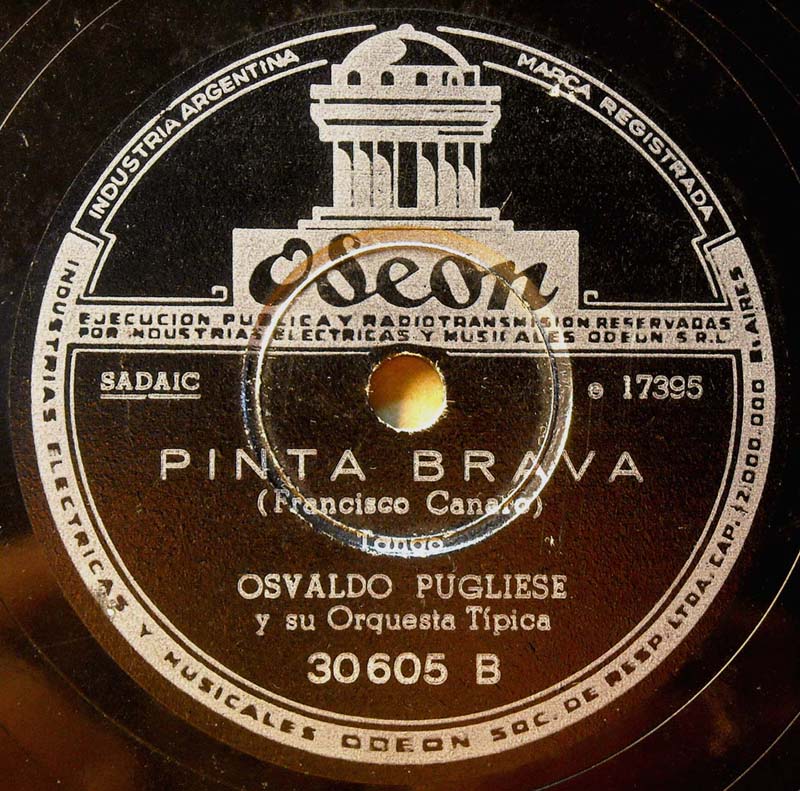 INDUSTRIA ARGENTINA
MARCA REGISTRADA
Odeon
EJECUCION PUBLICA Y RADIOTRANSMISION RESERVADAS
POR INDUSTRIAS ELECTRICAS Y MUSICALES ODEON S.R.L.
SADAIC
e 17395
PINTA BRAVA
(Francisco Canaro)
Tango
OSVALDO PUGLIESE
y su Orquesta Típica
30605 B
INDUSTRIAS ELECTRICAS Y MUSICALES ODEON SOC. DE RESP. LTDA. CAP. 12.000.000 B. AIRES